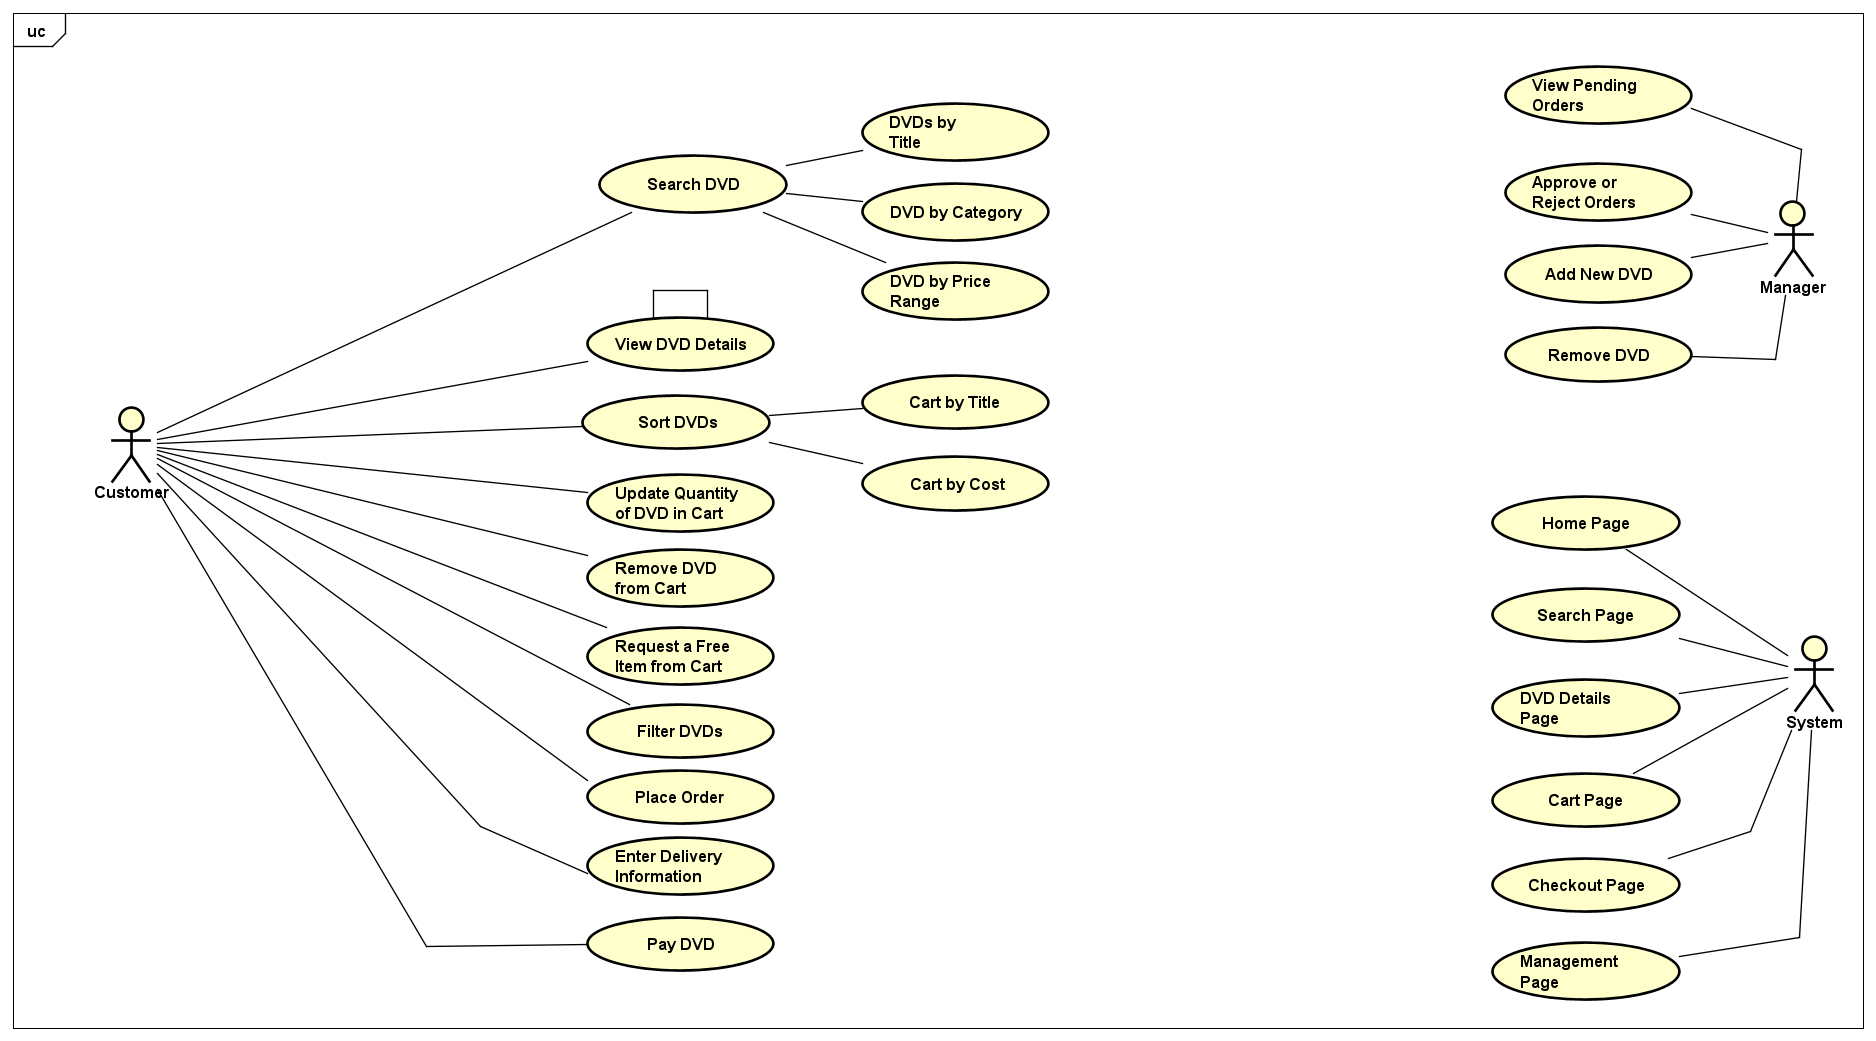 uc
Customer
Search DVD
DVDs by
Title
DVD by Category
DVD by Price
Range
View DVD Details
Sort DVDs
Cart by Title
Cart by Cost
Update Quantity
of DVD in Cart
Remove DVD
from Cart
Request a Free
Item from Cart
Filter DVDs
Place Order
Enter Delivery
Information
Pay DVD
View Pending
Orders
Approve or
Reject Orders
Add New DVD
Remove DVD
Manager
Home Page
Search Page
DVD Details
Page
Cart Page
Checkout Page
Management
Page
System